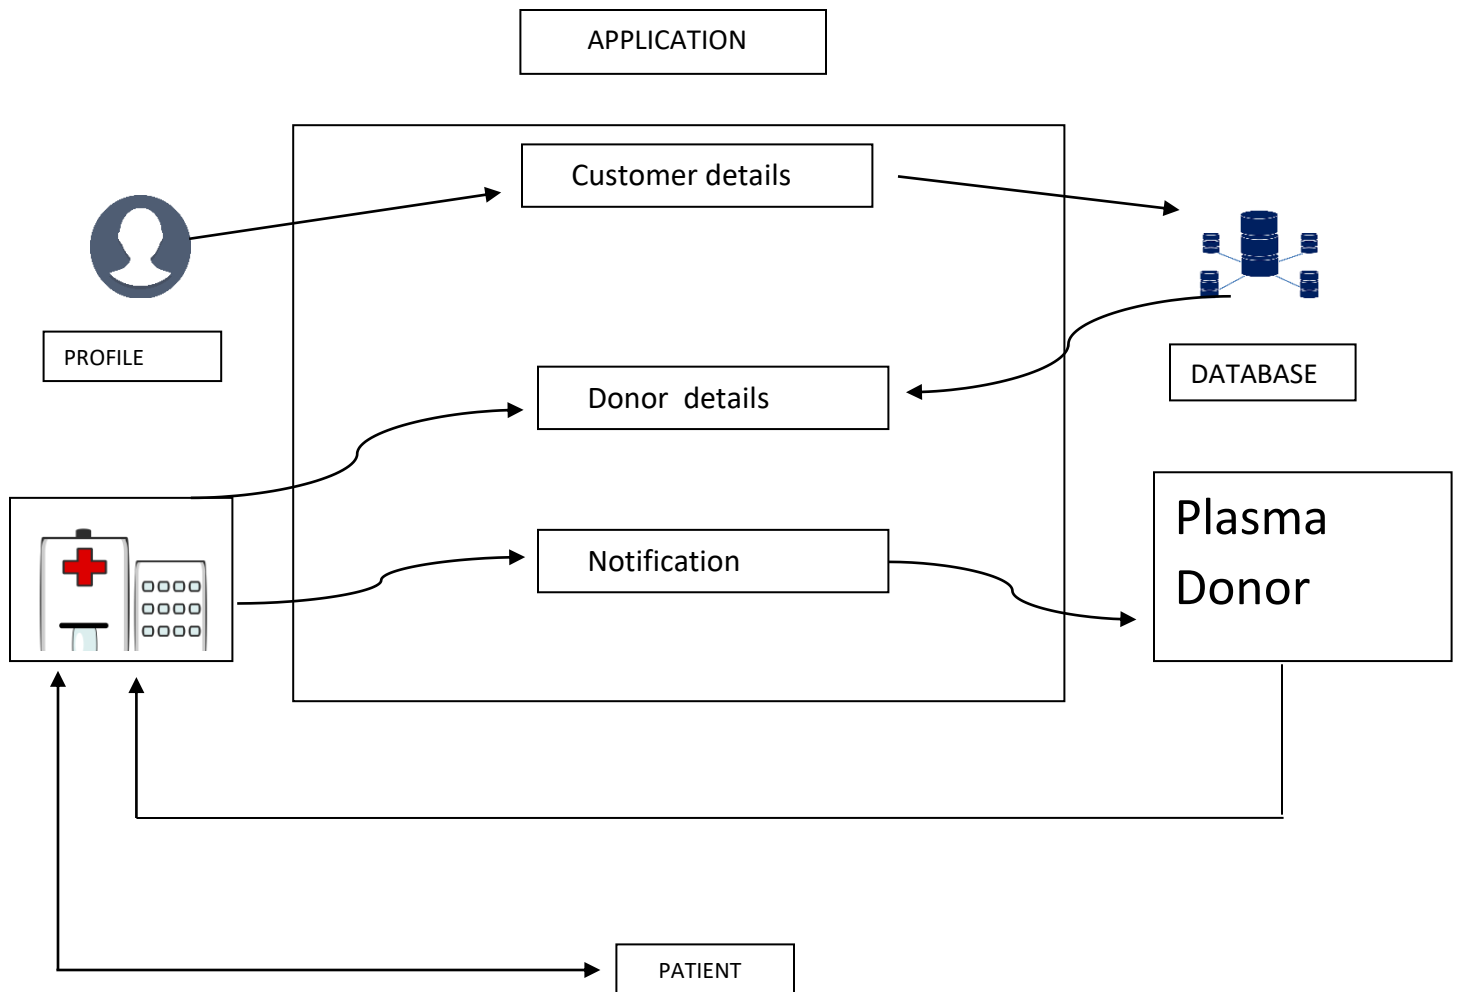 APPLICATION
Customer details
PROFILE
DATABASE
Donor  details
Notification
Plasma
Donor
PATIENT